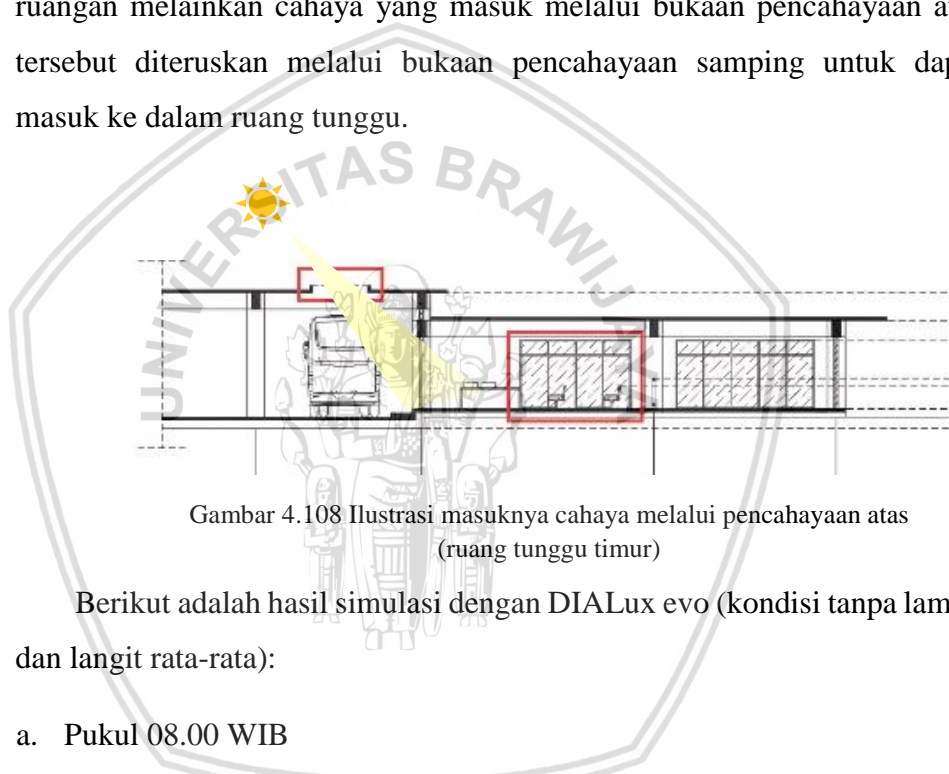 ruangan melainkan cahaya yang masuk melalui bukaan pencahayaan
tersebut diteruskan melalui bukaan pencahayaan samping untuk
masuk ke dalam ruang tunggu.
UNIVERSITAS BRAWIJAYA
Gambar 4.108 Ilustrasi masuknya cahaya melalui pencahayaan atas
(ruang tunggu timur)
Berikut adalah hasil simulasi dengan DIALux evo (kondisi tanpa
dan langit rata-rata):
a. Pukul 08.00 WIB